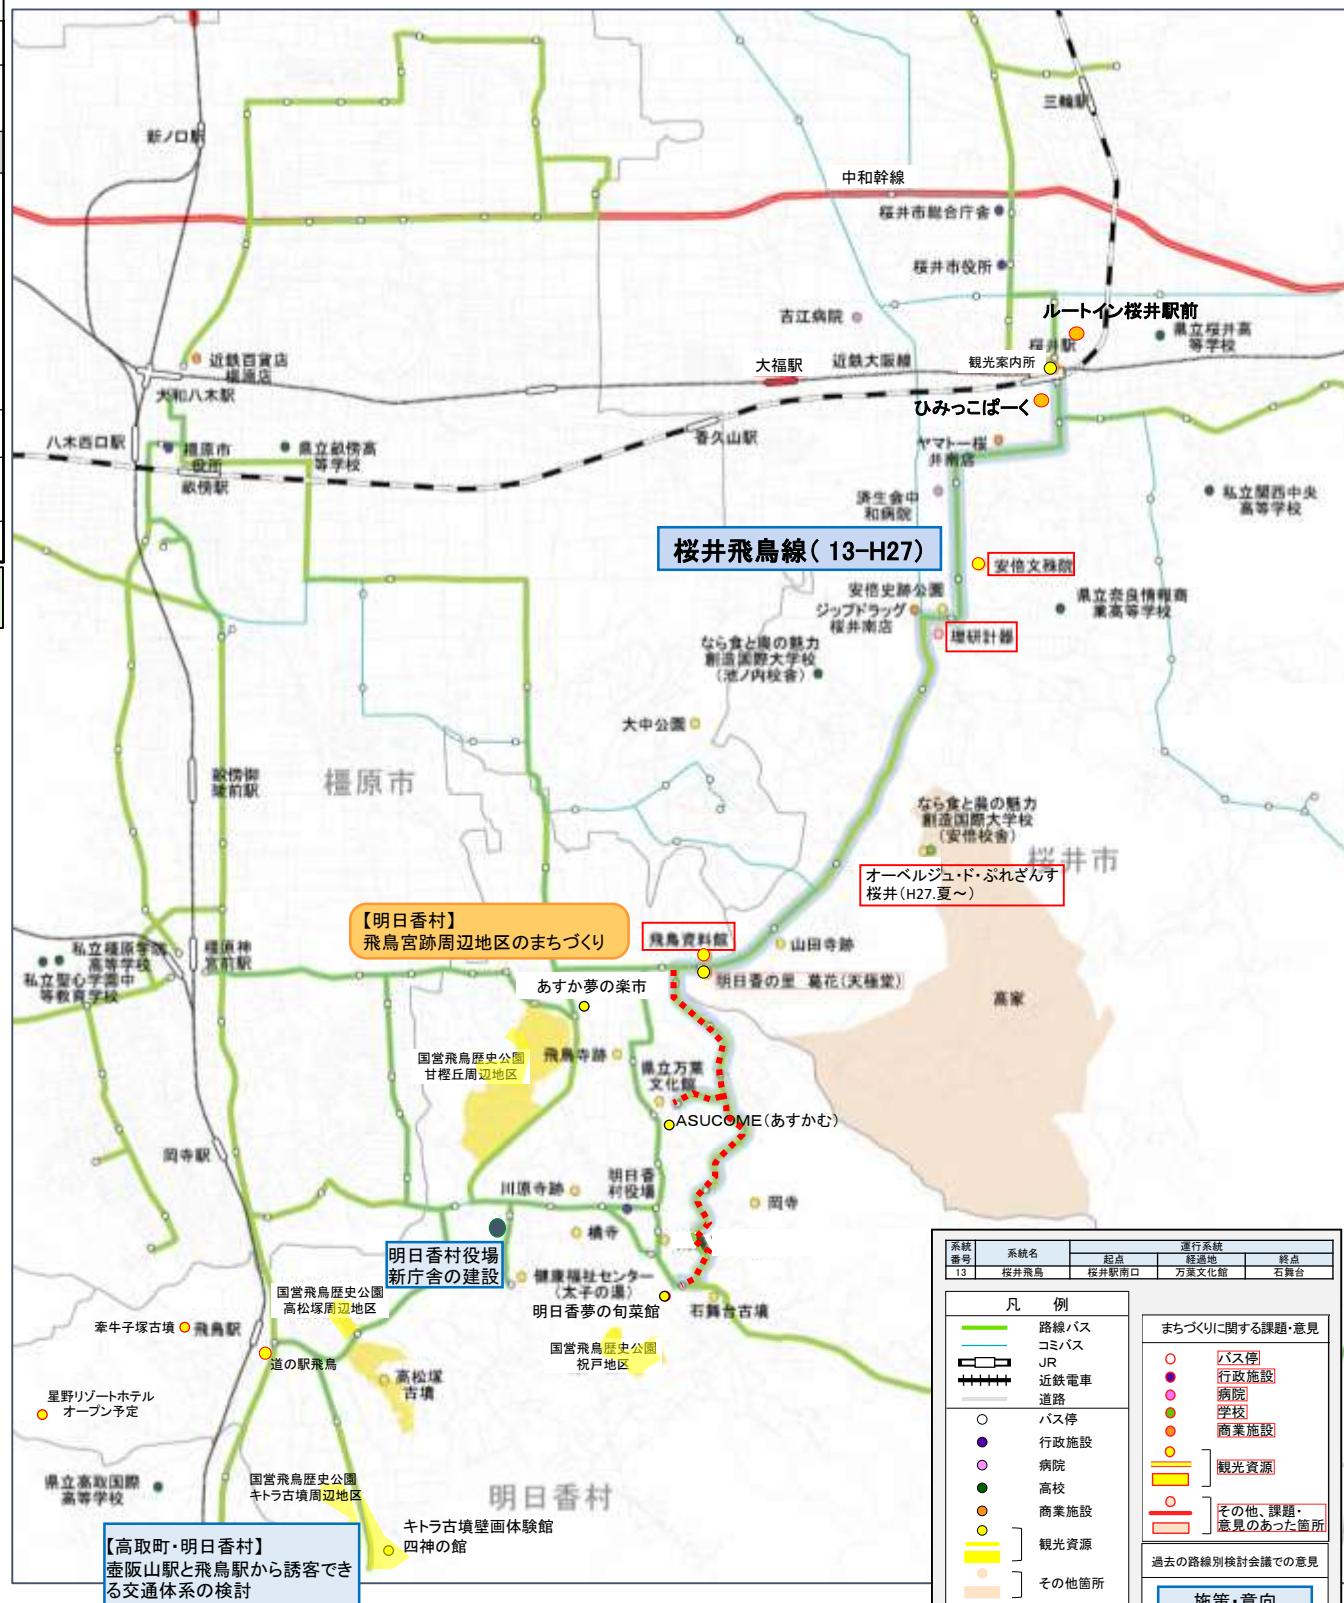 三輪駅
新ノ口駅
中和幹線
桜井市総合庁舎
桜井市役所
ルートイン桜井駅前
吉江病院
県立桜井高
等学校
桜井駅
観光案内所
近鉄百貨店
橿原店
大福駅
近鉄大阪線
大和八木駅
ひみっこぱーく
八木西口駅
橿原市
役所
県立畝傍高
等学校
香久山駅
ヤマトー桜
井南店
畝傍駅
済生会中
和病院
私立関西中央
高等学校
桜井飛鳥線( 13-H27)
安倍文殊院
安倍史跡公園
ジップドラッグ
桜井南店
県立奈良情報商
業高等学校
環研計器
なら食と農の魅力
創造国際大学校
(池ノ内校舎)
大中公園
畝傍御
陵前駅
橿原市
なら食と農の魅力
創造国際大学校
(安倍校舎)
桜井市
オーベルジュ・ド・ぷれざんす
桜井(H27.夏～)
【明日香村】
飛鳥宮跡周辺地区のまちづくり
飛鳥資料館
山田寺跡
私立橿原学院
高等学校
私立聖心学園中
等教育学校
橿原神
宮前駅
明日香の里 葛花(天極堂)
あすか夢の楽市
高家
国営飛鳥歴史公園
甘樫丘周辺地区
飛鳥寺跡
県立万葉
文化館
ASUCOME(あすかむ)
岡寺駅
川原寺跡
明日香
村役場
岡寺
橘寺
明日香村役場
新庁舎の建設
健康福祉センター
(太子の湯)
明日香夢の旬菜館
石舞台古墳
国営飛鳥歴史公園
高松塚周辺地区
牽牛子塚古墳
飛鳥駅
国営飛鳥歴史公園
祝戸地区
道の駅飛鳥
高松塚
古墳
星野リゾートホテル
オープン予定
県立高取国際
高等学校
国営飛鳥歴史公園
キトラ古墳周辺地区
明日香村
キトラ古墳壁画体験館
四神の館
【高取町・明日香村】
壺阪山駅と飛鳥駅から誘客でき
る交通体系の検討
系統
番号
系統名
運行系統
起点
経過地
終点
13
桜井飛鳥
桜井駅南口
万葉文化館
石舞台
凡 例
路線バス
コミバス
JR
近鉄電車
道路
バス停
行政施設
病院
高校
商業施設
観光資源
その他箇所
まちづくりに関する課題・意見
バス停
行政施設
病院
学校
商業施設
観光資源
その他、課題・
意見のあった箇所
過去の路線別検討会議での意見
施策・意向